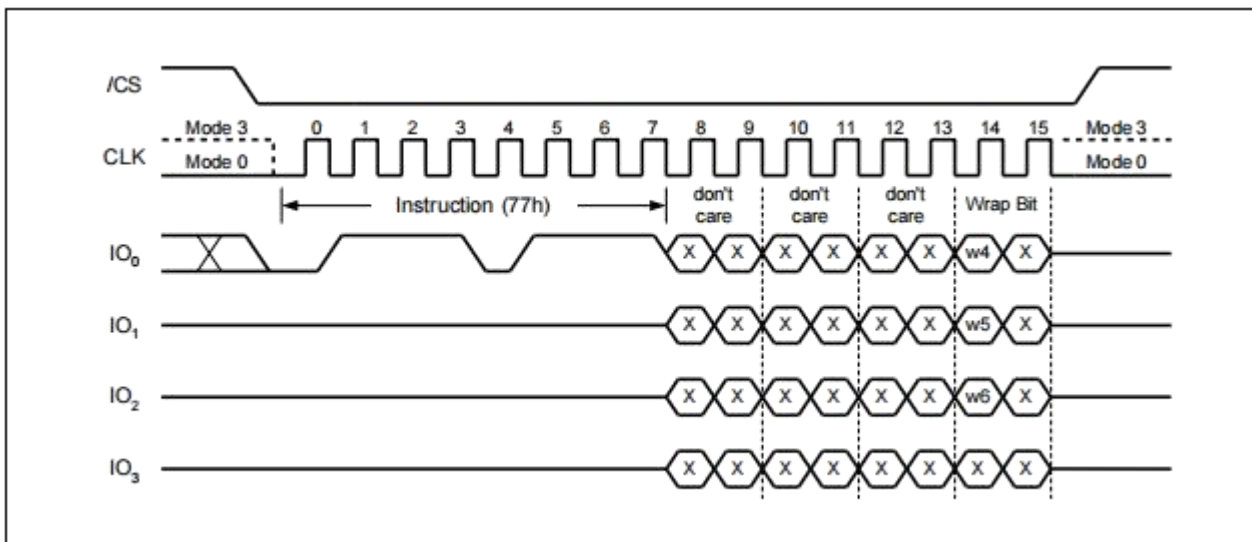 /CS
Mode 3 0 1 2 3 4 5 6 7 8 9 10 11 12 13 14 15 Mode 3
CLK
Mode 0 Mode 0
Instruction (77h) don't care don't care don't care Wrap Bit
IO0 X X X X X X X w4 X
IO1 X X X X X X w5 X
IO2 X X X X X X w6 X
IO3 X X X X X X X X